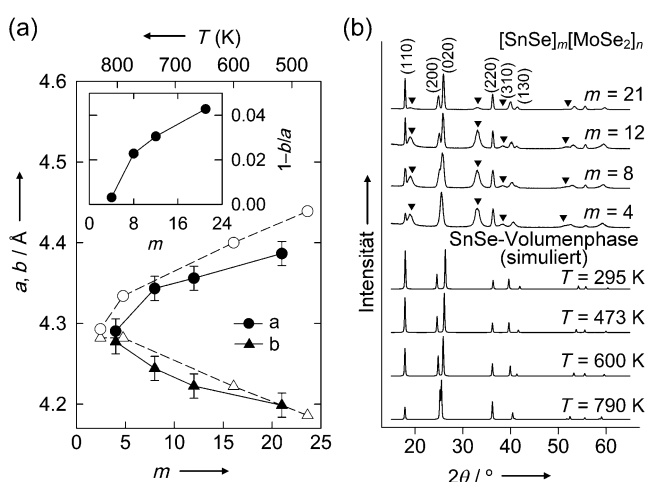 (a)
T (K)
800 700 600 500
4.6
4.5
4.4
4.3
4.2
a, b / Å
0.04
0.02
0.00
1–b/a
0 8 16 24
m
a
b
0 5 10 15 20 25
m
(b)
[SnSe]m[MoSe2]n
(110)
(200)
(020)
(220)
(310)
(130)
m = 21
m = 12
m = 8
m = 4
SnSe-Volumenphase
(simuliert)
T = 295 K
T = 473 K
T = 600 K
T = 790 K
Intensität
20 30 40 50 60
2θ / °